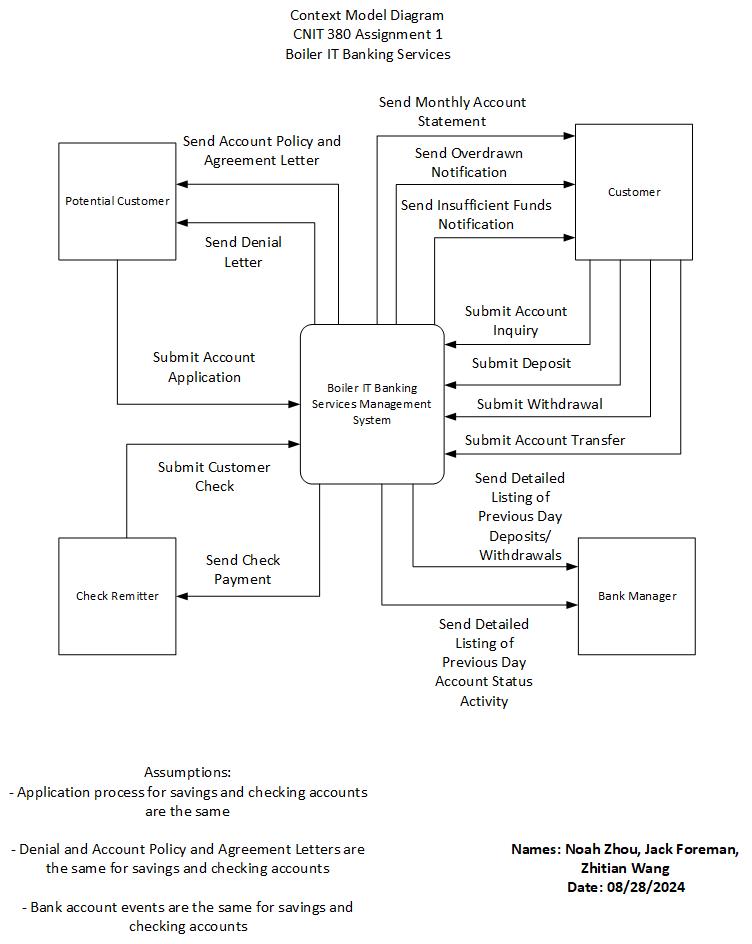 Context Model Diagram
CNIT 380 Assignment 1
Boiler IT Banking Services
Send Monthly Account
Statement
Send Account Policy and
Agreement Letter
Send Overdrawn
Notification
Potential Customer
Customer
Send Insufficient Funds
Notification
Send Denial
Letter
Submit Account
Inquiry
Submit Account
Application
Submit Deposit
Boiler IT Banking
Services Management
System
Submit Withdrawal
Submit Account Transfer
Submit Customer
Check
Send Detailed
Listing of
Previous Day
Deposits/
Withdrawals
Send Check
Payment
Check Remitter
Bank Manager
Send Detailed
Listing of
Previous Day
Account Status
Activity
Assumptions:
- Application process for savings and checking accounts
are the same
- Denial and Account Policy and Agreement Letters are
the same for savings and checking accounts
- Bank account events are the same for savings and
checking accounts
Names: Noah Zhou, Jack Foreman,
Zhitian Wang
Date: 08/28/2024